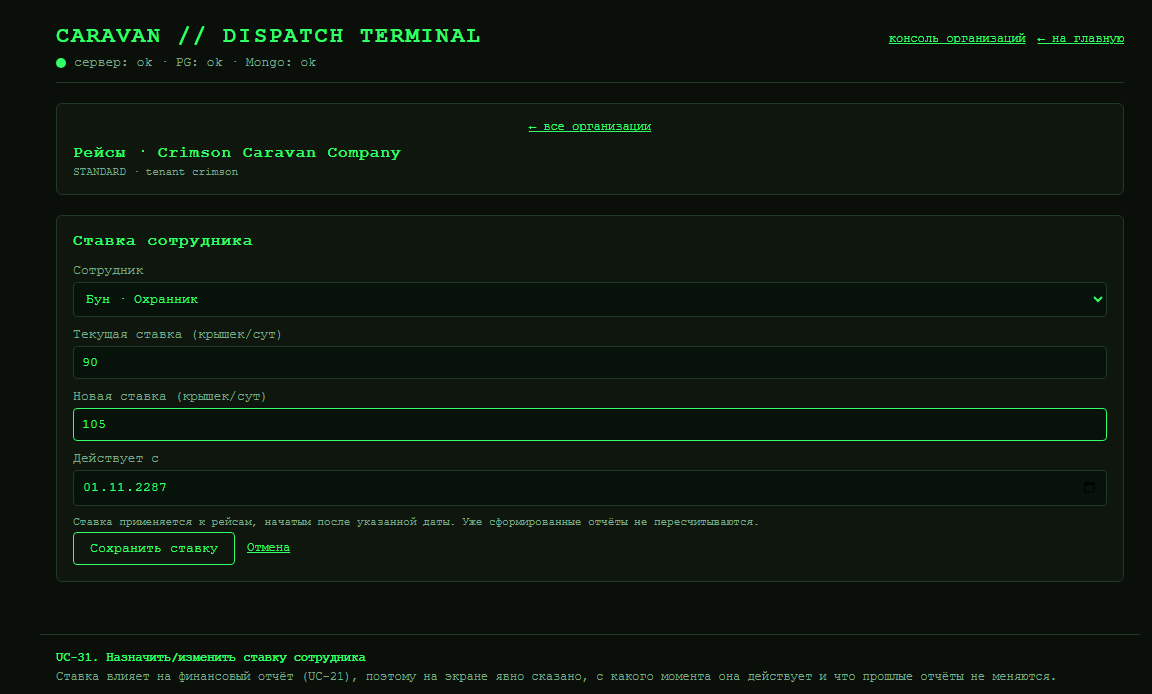 CARAVAN // DISPATCH TERMINAL
консоль организаций ← на главную
сервер: ok · PG: ok · Mongo: ok
← все организации
Рейсы · Crimson Caravan Company
STANDARD · tenant crimson
Ставка сотрудника
Сотрудник
Бун · Охранник
Текущая ставка (крышек/сут)
90
Новая ставка (крышек/сут)
105
Действует с
01.11.2287
Ставка применяется к рейсам, начатым после указанной даты. Уже сформированные отчёты не пересчитываются.
Сохранить ставку Отмена
UC-31. Назначить/изменить ставку сотрудника
Ставка влияет на финансовый отчёт (UC-21), поэтому на экране явно сказано, с какого момента она действует и что прошлые отчёты не меняются.